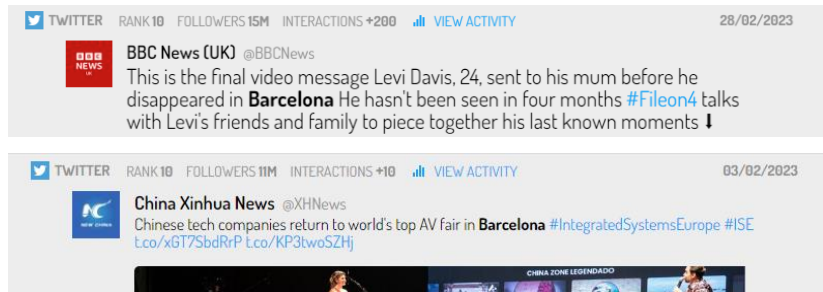 TWITTER RANK 10 FOLLOWERS 15M INTERACTIONS +200 VIEW ACTIVITY 28/02/2023
BBC NEWS UK
BBC News (UK) @BBCNews
This is the final video message Levi Davis, 24, sent to his mum before he
disappeared in Barcelona He hasn't been seen in four months #Fileon4 talks
with Levi's friends and family to piece together his last known moments ⬇
TWITTER RANK 10 FOLLOWERS 11M INTERACTIONS +10 VIEW ACTIVITY 03/02/2023
NEW CHINA
China Xinhua News @XHNews
Chinese tech companies return to world's top AV fair in Barcelona #IntegratedSystemsEurope #ISE
t.co/xGT7SbdRrP t.co/KP3twoSZHj
CHINA ZONE LEGENDADO